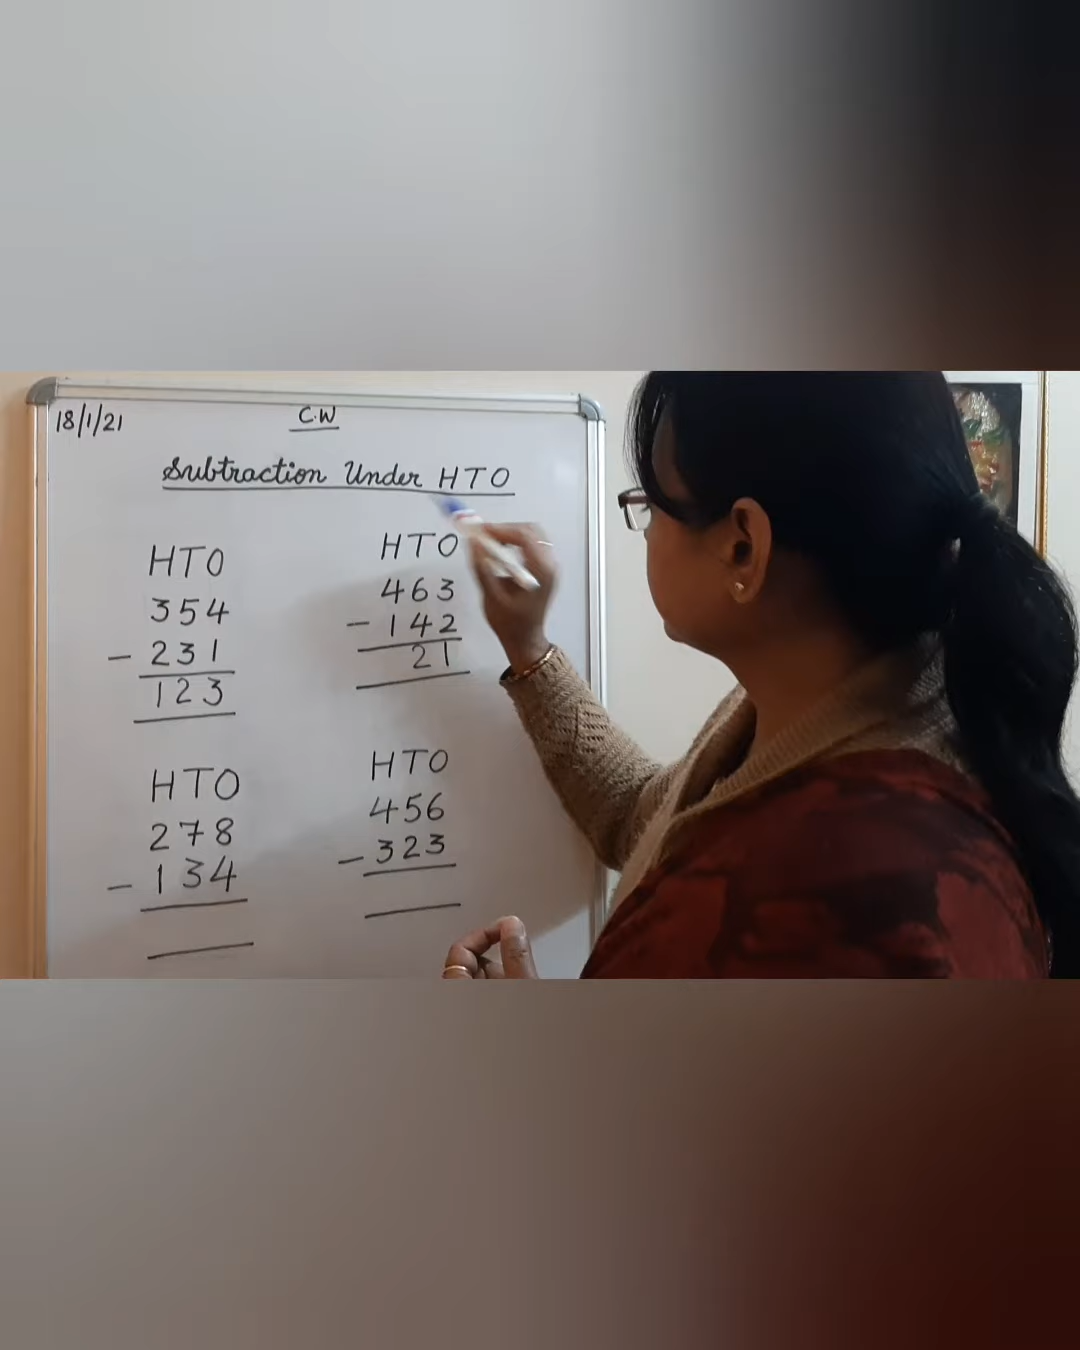 18/1/21
C.W
Subtraction Under HTO
HTO
354
- 231
123
HTO
463
- 142
21
HTO
278
- 134
HTO
456
- 323